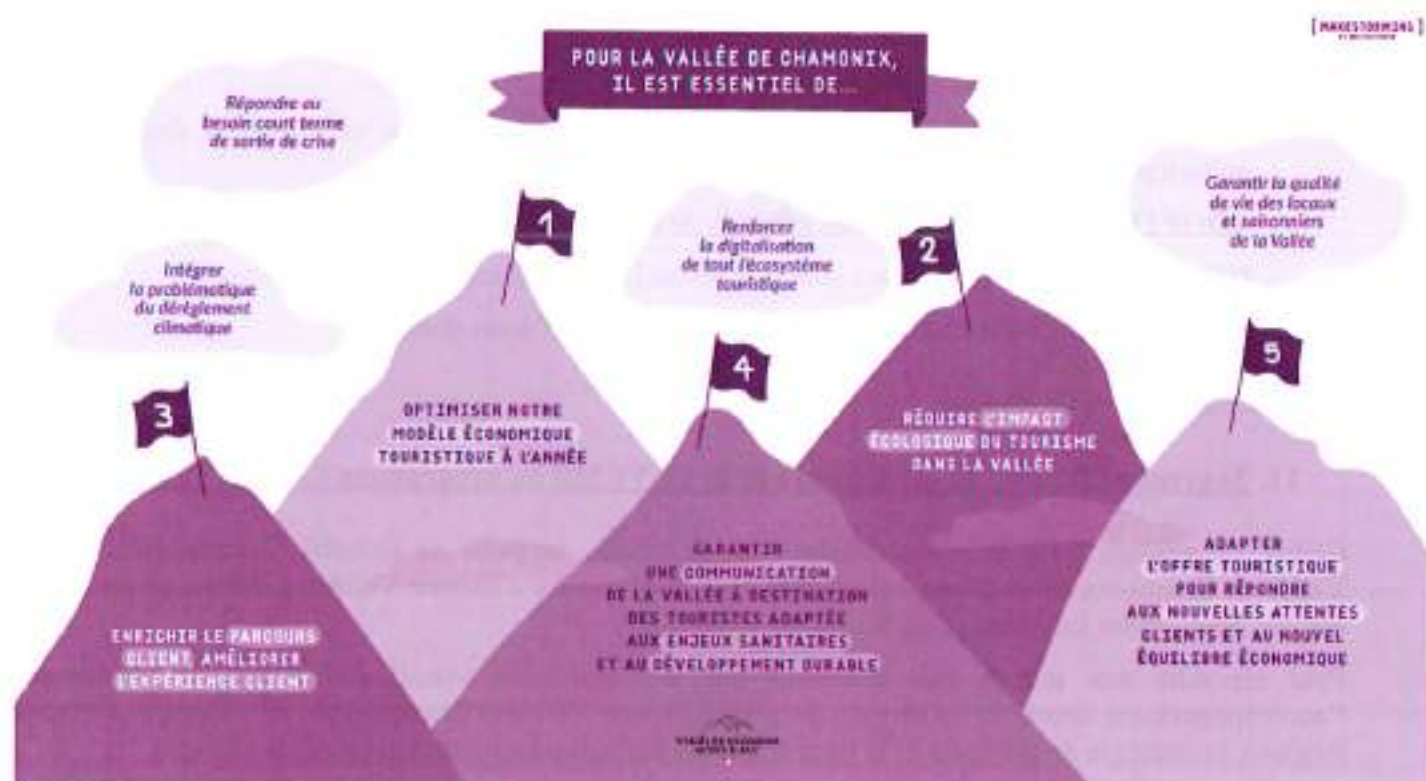 [MAKESTORMING]
POUR LA VALLÉE DE CHAMONIX,
IL EST ESSENTIEL DE...
Répondre au
besoin court terme
de sortie de crise
Intégrer
la problématique
du dérèglement
climatique
Renforcer
la digitalisation
de tout l'écosystème
touristique
Garantir la qualité
de vie des locaux
et saisonniers
de la Vallée
1
OPTIMISER NOTRE
MODÈLE ÉCONOMIQUE
TOURISTIQUE À L'ANNÉE
2
RÉDUIRE L'IMPACT
ÉCOLOGIQUE DU TOURISME
DANS LA VALLÉE
3
ENRICHIR LE PARCOURS
CLIENT, AMÉLIORER
L'EXPÉRIENCE CLIENT
4
GARANTIR
UNE COMMUNICATION
DE LA VALLÉE À DESTINATION
DES TOURISTES ADAPTÉE
AUX ENJEUX SANITAIRES
ET AU DÉVELOPPEMENT DURABLE
5
ADAPTER
L'OFFRE TOURISTIQUE
POUR RÉPONDRE
AUX NOUVELLES ATTENTES
CLIENTS ET AU NOUVEL
ÉQUILIBRE ÉCONOMIQUE